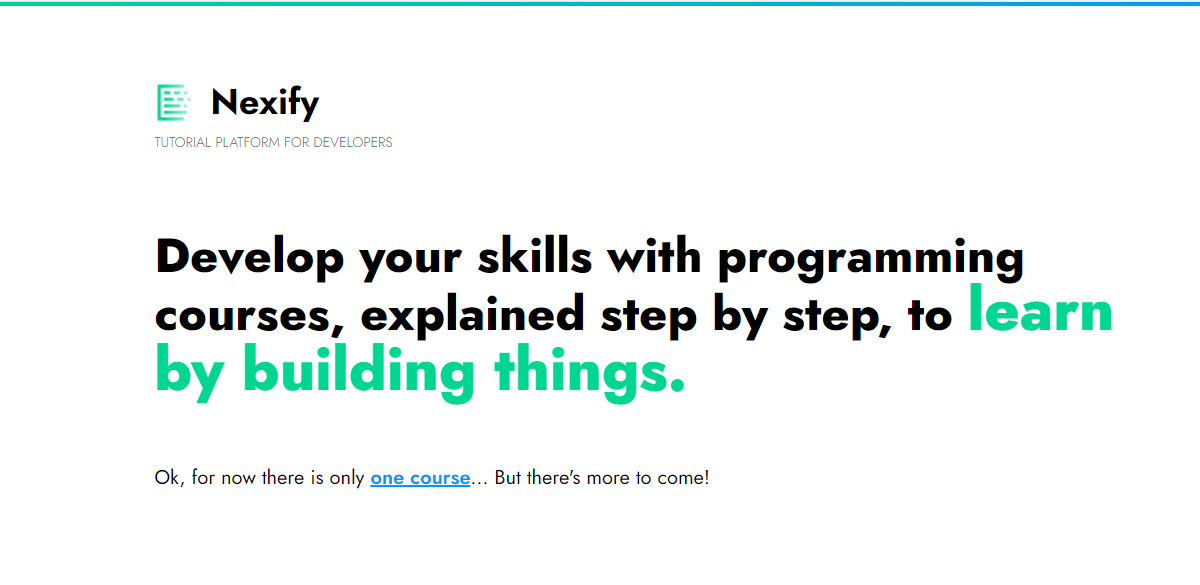 Nexify
TUTORIAL PLATFORM FOR DEVELOPERS
Develop your skills with programming
courses, explained step by step, to learn
by building things.
Ok, for now there is only one course... But there's more to come!